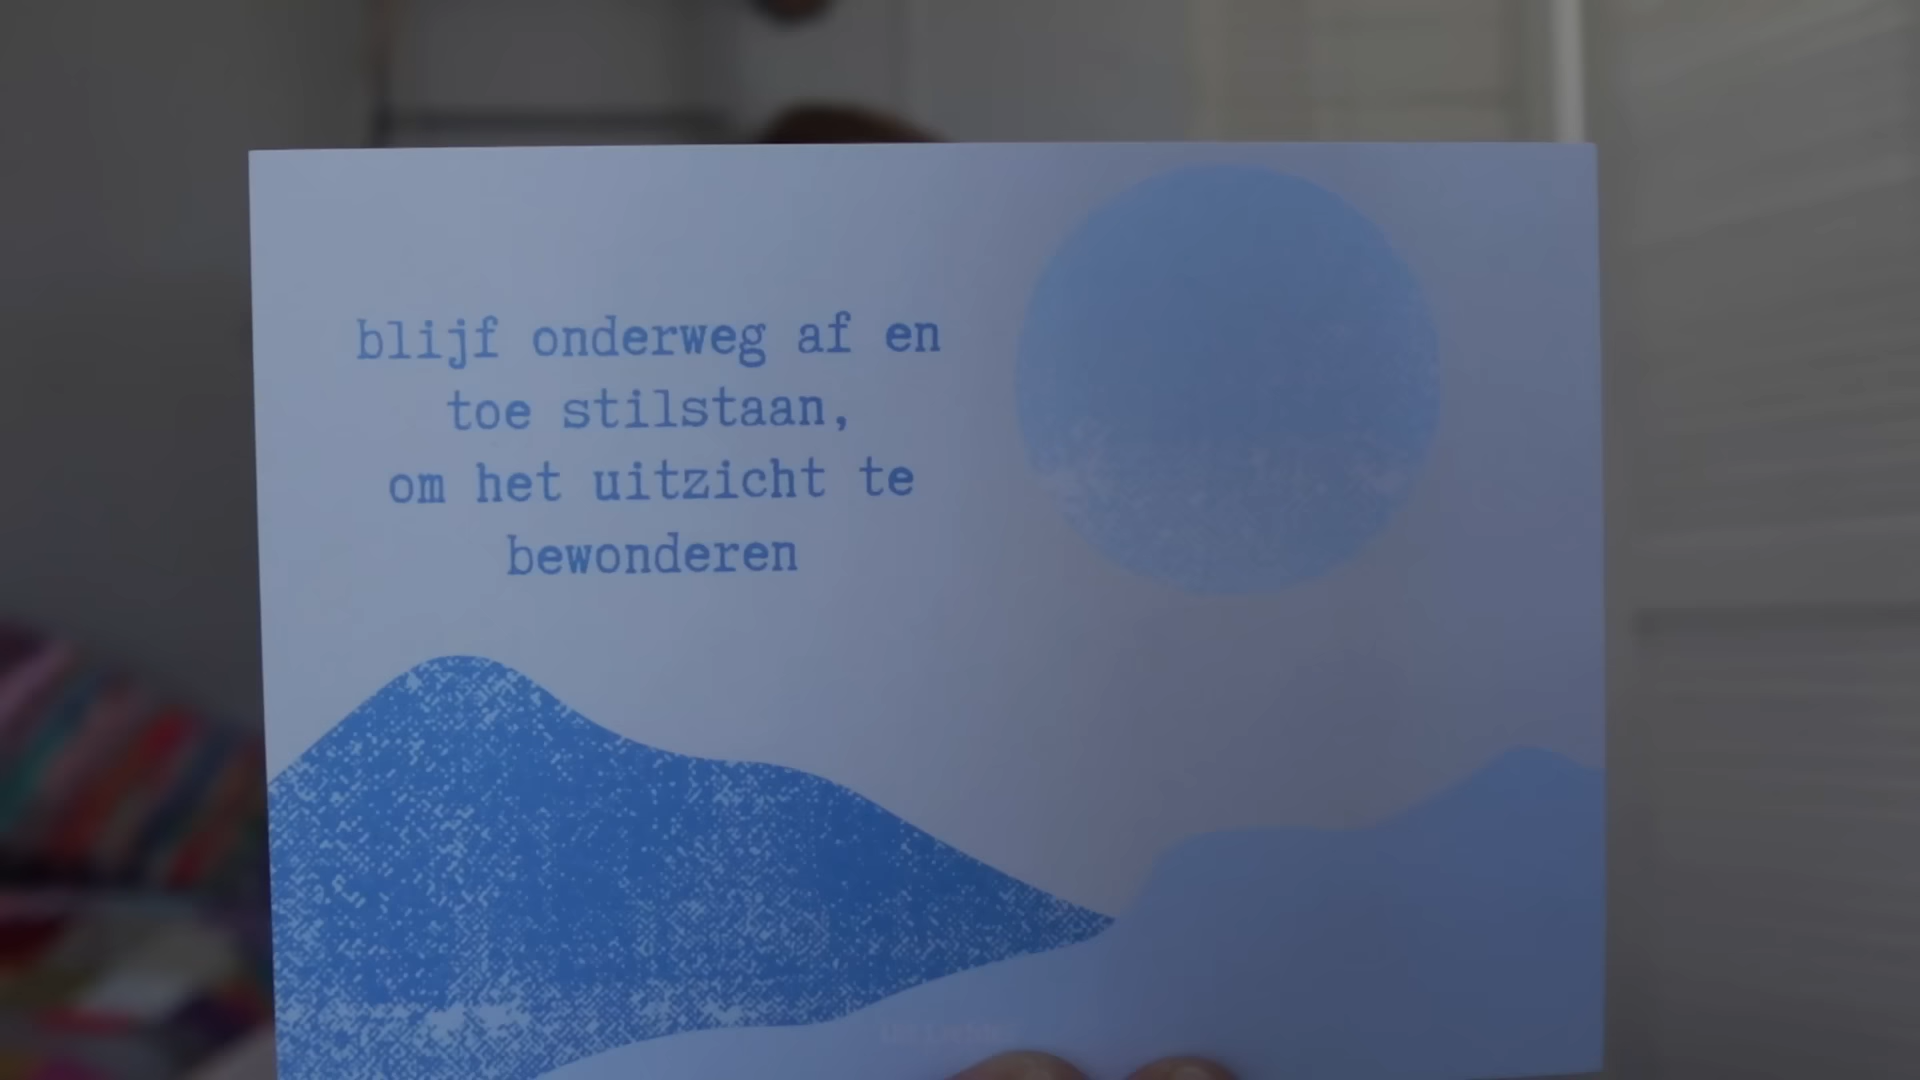 blijf onderweg af en
toe stilstaan,
om het uitzicht te
bewonderen